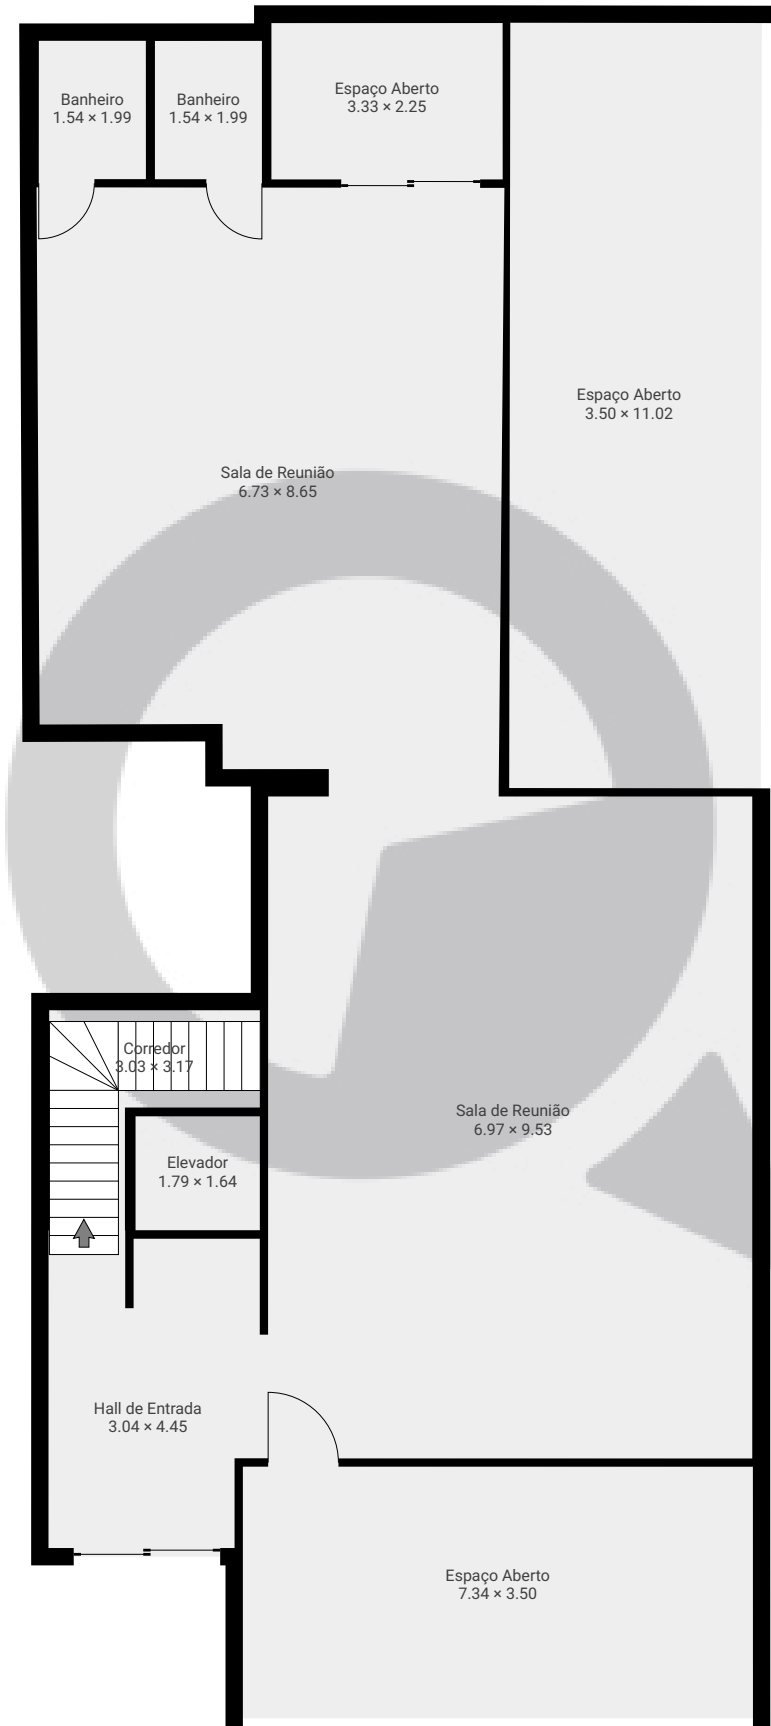 Banheiro
1.54 × 1.99
Banheiro
1.54 × 1.99
Espaço Aberto
3.33 × 2.25
Espaço Aberto
3.50 × 11.02
Sala de Reunião
6.73 × 8.65
Corredor
3.03 × 3.17
Sala de Reunião
6.97 × 9.53
Elevador
1.79 × 1.64
Hall de Entrada
3.04 × 4.45
Espaço Aberto
7.34 × 3.50